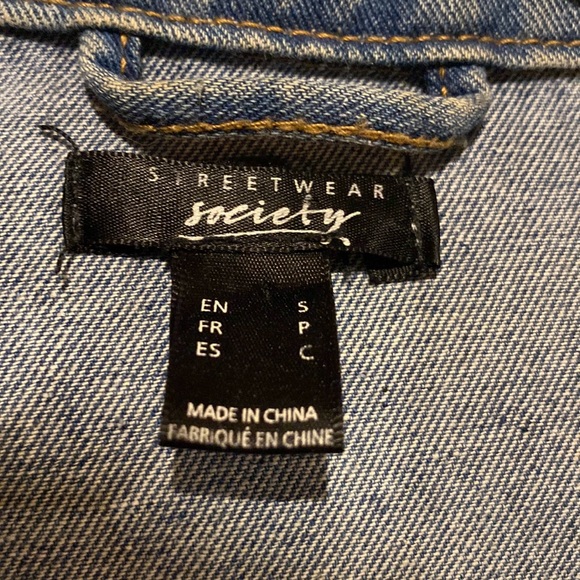 STREETWEAR
society
EN S
FR P
ES C
MADE IN CHINA
FABRIQUÉ EN CHINE